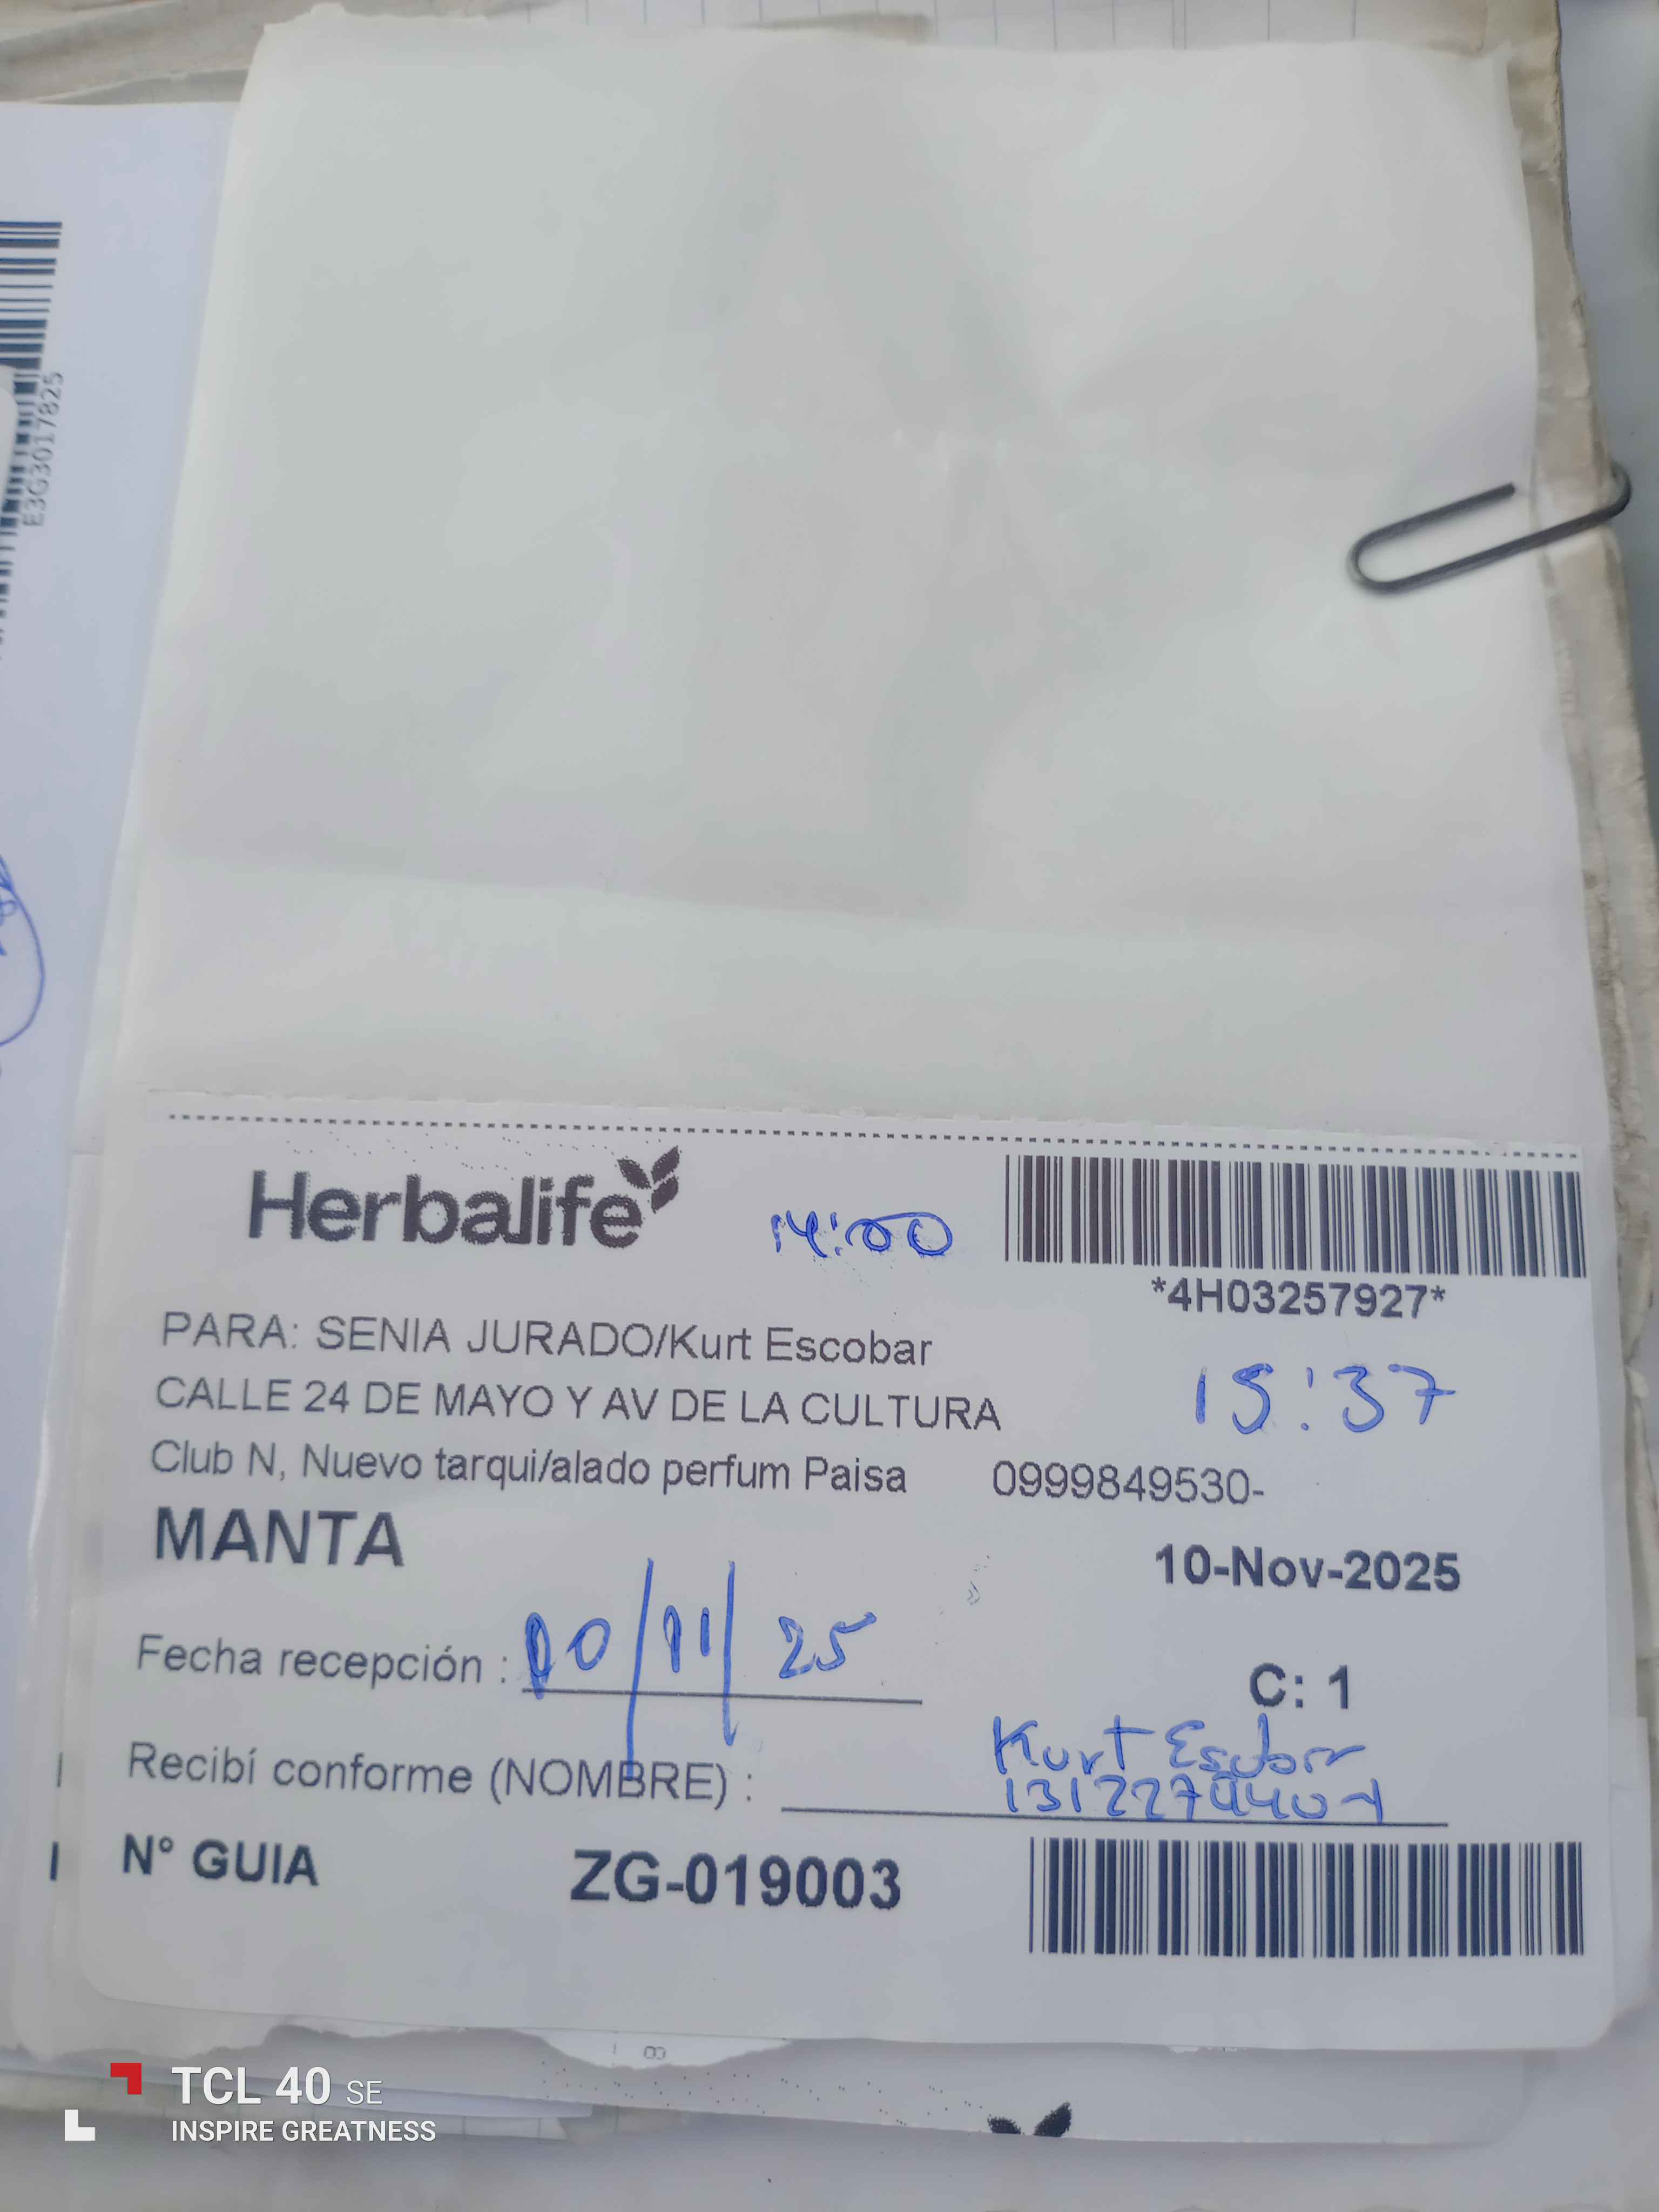 E3G3017825
Herbalife
14:00
*4H03257927*
PARA: SENIA JURADO/Kurt Escobar
15:37
CALLE 24 DE MAYO Y AV DE LA CULTURA
Club N, Nuevo tarqui/alado perfum Paisa 0999849530-
MANTA
10-Nov-2025
Fecha recepción : 10/11/25
C: 1
Kurt Escobar
Recibí conforme (NOMBRE) :
N° GUIA ZG-019003
TCL 40 SE
INSPIRE GREATNESS